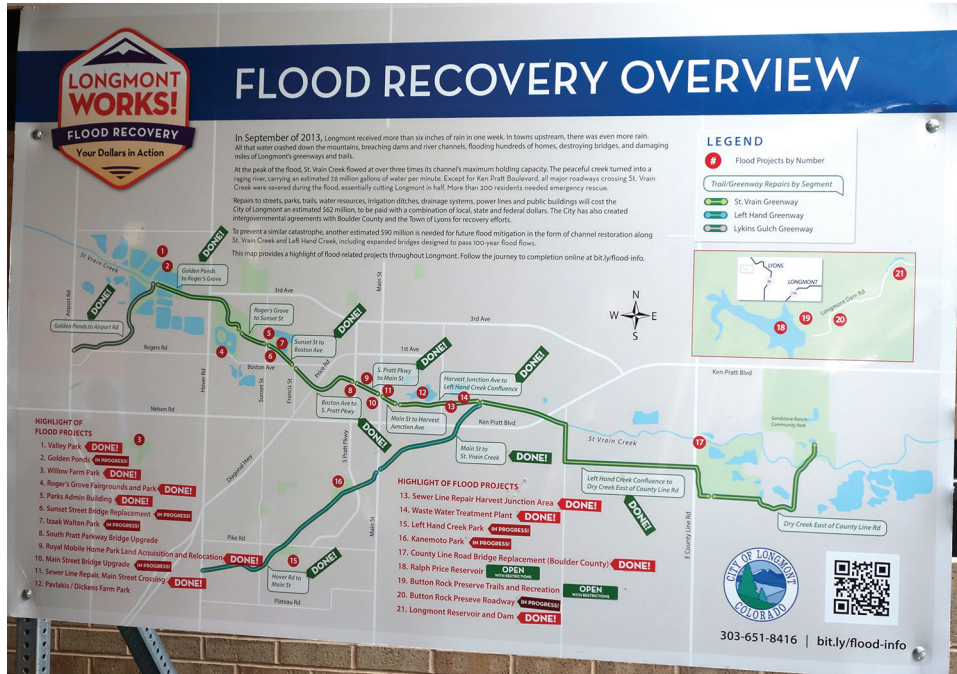 LONGMONT
WORKS!
FLOOD RECOVERY
Your Dollars in Action
FLOOD RECOVERY OVERVIEW
In September of 2013, Longmont received more than six inches of rain in one week. In towns upstream, there was even more rain.
All that water crashed down the mountains, breaching dams and river channels, flooding hundreds of homes, destroying bridges, and damaging
miles of Longmont's greenways and trails.
At the peak of the flood, St. Vrain Creek flowed at over three times its channel's maximum holding capacity. The peaceful creek turned into a
raging river, carrying an estimated 7.6 million gallons of water per minute. Except for Ken Pratt Boulevard, all major roadways crossing St. Vrain
Creek were severed during the flood, essentially cutting Longmont in half. More than 200 residents needed emergency rescue.
Repairs to streets, parks, trails, water resources, irrigation ditches, drainage systems, power lines and public buildings will cost the
City of Longmont an estimated $62 million, to be paid with a combination of local, state and federal dollars. The City has also created
intergovernmental agreements with Boulder County and the Town of Lyons for recovery efforts.
To prevent a similar catastrophe, another estimated $90 million is needed for future flood mitigation in the form of channel restoration along
St. Vrain Creek and Left Hand Creek, including expanded bridges designed to pass 100-year flood flows.
This map provides a highlight of flood-related projects throughout Longmont. Follow the journey to completion online at bit.ly/flood-info.
LEGEND
# Flood Projects by Number
Trail/Greenway Repairs by Segment
St. Vrain Greenway
Left Hand Greenway
Lykins Gulch Greenway
LYONS
LONGMONT
36
119
Longmont Dam Rd
18
19
20
21
St Vrain Creek
1
2
DONE!
Golden Ponds
to Roger's Grove
Airport Rd
DONE!
Golden Ponds to Airport Rd
3rd Ave
Main St
N
W E
S
Roger's Grove
to Sunset St
DONE!
3rd Ave
5
7
Sunset St to
Boston Ave
6
4
Rogers Rd
Boston Ave
Price Rd
1st Ave
DONE!
S. Pratt Pkwy
to Main St
DONE!
Harvest Junction Ave to
Left Hand Creek Confluence
Ken Pratt Blvd
Hover Rd
Sunset St
Francis St
9
8
11
12
10
13
14
Boston Ave to
S. Pratt Pkwy
Main St to Harvest
Junction Ave
Ken Pratt Blvd
Nelson Rd
DONE!
Main St to
St. Vrain Creek
DONE!
St Vrain Creek
17
Sandstone Ranch
Community Park
Diagonal Hwy
S Pratt Pkwy
16
Left Hand Creek Confluence to
Dry Creek East of County Line Rd
DONE!
Dry Creek East of County Line Rd
E County Line Rd
Main St
Pike Rd
15
DONE!
Hover Rd to
Main St
Plateau Rd
3
HIGHLIGHT OF
FLOOD PROJECTS
1. Valley Park DONE!
2. Golden Ponds IN PROGRESS!
3. Willow Farm Park DONE!
4. Roger's Grove Fairgrounds and Park DONE!
5. Parks Admin Building DONE!
6. Sunset Street Bridge Replacement IN PROGRESS!
7. Izaak Walton Park IN PROGRESS!
8. South Pratt Parkway Bridge Upgrade
9. Royal Mobile Home Park Land Acquisition and Relocation DONE!
10. Main Street Bridge Upgrade IN PROGRESS!
11. Sewer Line Repair, Main Street Crossing DONE!
12. Pavlakis / Dickens Farm Park
HIGHLIGHT OF FLOOD PROJECTS
13. Sewer Line Repair Harvest Junction Area DONE!
14. Waste Water Treatment Plant DONE!
15. Left Hand Creek Park IN PROGRESS!
16. Kanemoto Park IN PROGRESS!
17. County Line Road Bridge Replacement (Boulder County) DONE!
18. Ralph Price Reservoir OPEN WITH RESTRICTIONS
19. Button Rock Preserve Trails and Recreation OPEN WITH RESTRICTIONS
20. Button Rock Preseve Roadway IN PROGRESS!
21. Longmont Reservoir and Dam DONE!
CITY OF LONGMONT
COLORADO
303-651-8416 | bit.ly/flood-info